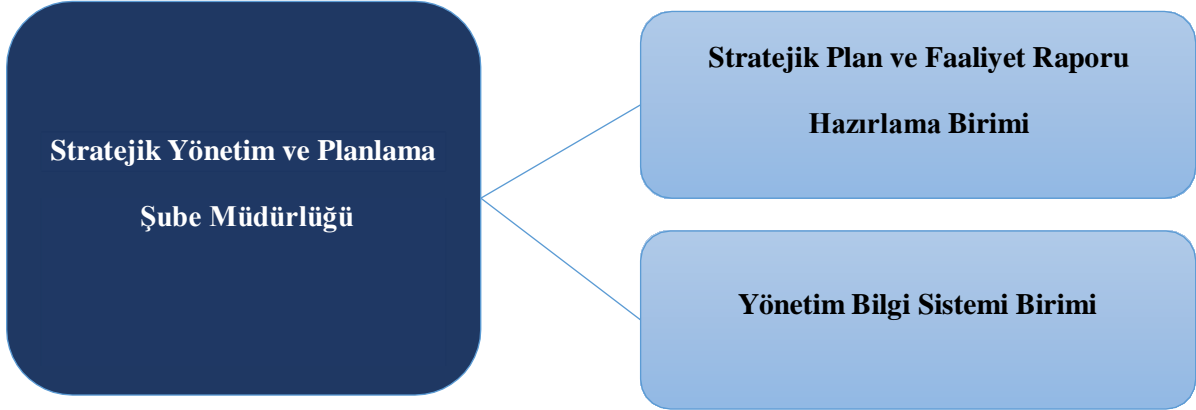 Stratejik Yönetim ve Planlama
Şube Müdürlüğü
Stratejik Plan ve Faaliyet Raporu
Hazırlama Birimi
Yönetim Bilgi Sistemi Birimi